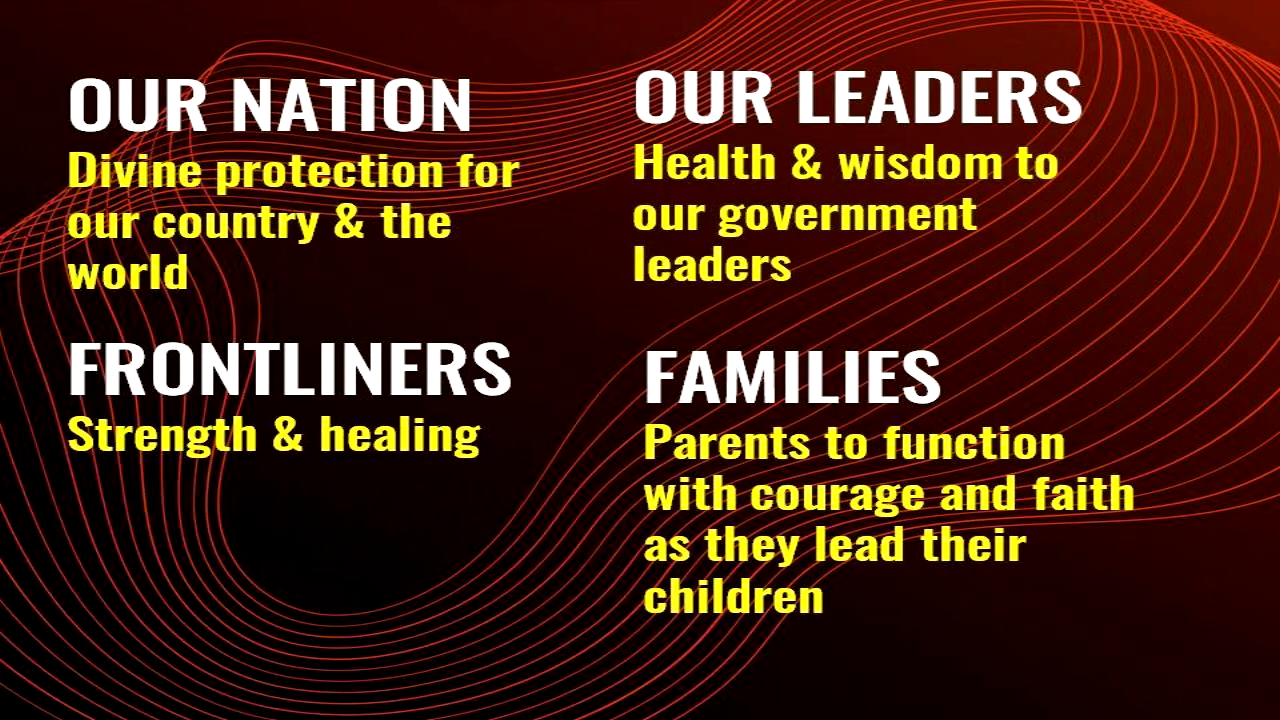 OUR NATION
Divine protection for
our country & the
world
FRONTLINERS
Strength & healing
OUR LEADERS
Health & wisdom to
our government
leaders
FAMILIES
Parents to function
with courage and faith
as they lead their
children